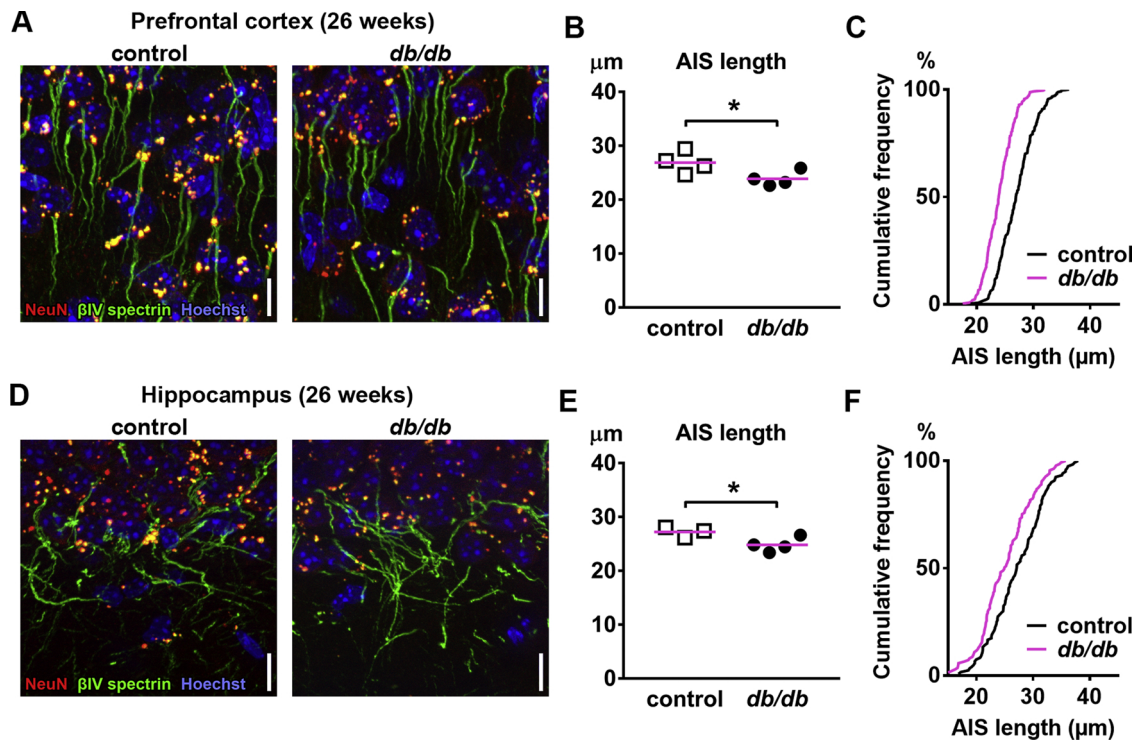 A
Prefrontal cortex (26 weeks)
control
db/db
NeuN βIV spectrin Hoechst
B
AIS length
μm
40
30
20
10
0
*
control
db/db
C
%
Cumulative frequency
100
50
0
control
db/db
20
30
40
AIS length (μm)
D
Hippocampus (26 weeks)
control
db/db
NeuN βIV spectrin Hoechst
E
AIS length
μm
40
30
20
10
0
*
control
db/db
F
%
Cumulative frequency
100
50
0
control
db/db
20
30
40
AIS length (μm)